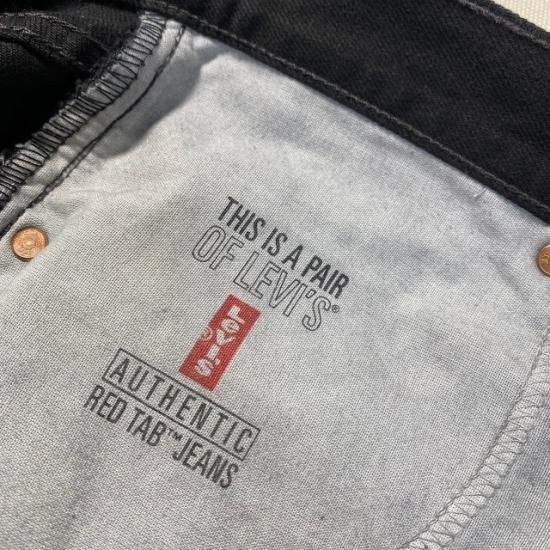 THIS IS A PAIR
OF LEVI'S®
LeVI'S ®
AUTHENTIC
RED TAB™ JEANS